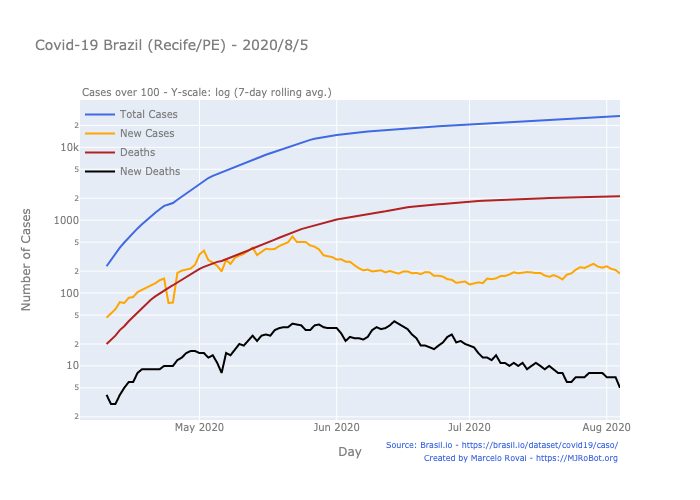 Covid-19 Brazil (Recife/PE) - 2020/8/5
Cases over 100 - Y-scale: log (7-day rolling avg.)
Total Cases
New Cases
Deaths
New Deaths
2
10k
5
2
1000
5
2
100
5
2
10
5
2
Number of Cases
May 2020
Jun 2020
Jul 2020
Aug 2020
Day
Source: Brasil.io - https://brasil.io/dataset/covid19/caso/
Created by Marcelo Rovai - https://MJRoBot.org